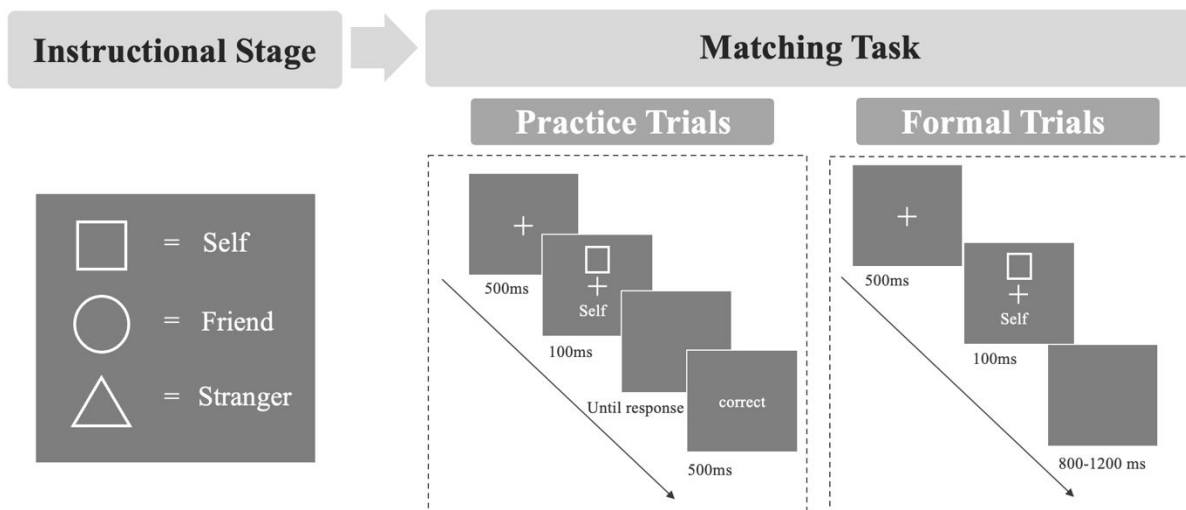 Instructional Stage
Matching Task
= Self
= Friend
= Stranger
Practice Trials
500ms
Self
100ms
Until response
correct
500ms
Formal Trials
500ms
Self
100ms
800-1200 ms